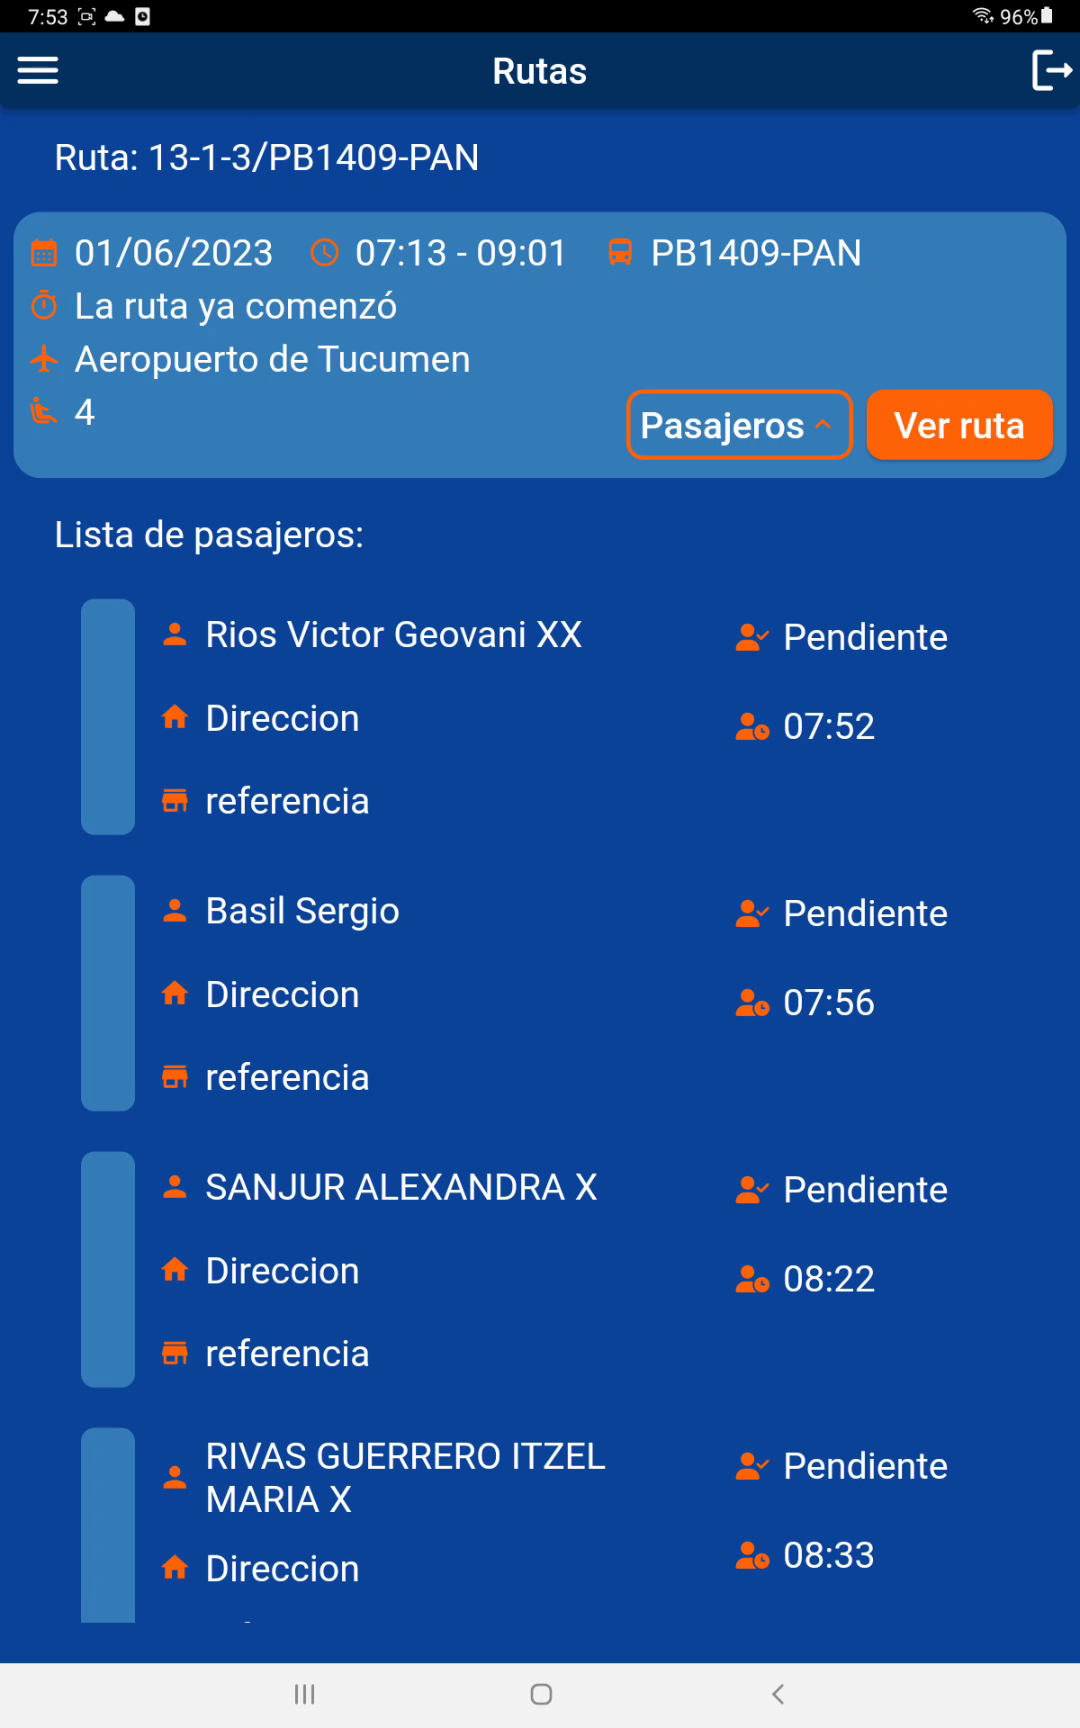 7:53
96%
Rutas
Ruta: 13-1-3/PB1409-PAN
01/06/2023 07:13 - 09:01 PB1409-PAN
La ruta ya comenzó
Aeropuerto de Tucumen
4
Pasajeros
Ver ruta
Lista de pasajeros:
Rios Victor Geovani XX
Pendiente
Direccion
07:52
referencia
Basil Sergio
Pendiente
Direccion
07:56
referencia
SANJUR ALEXANDRA X
Pendiente
Direccion
08:22
referencia
RIVAS GUERRERO ITZEL
MARIA X
Pendiente
Direccion
08:33